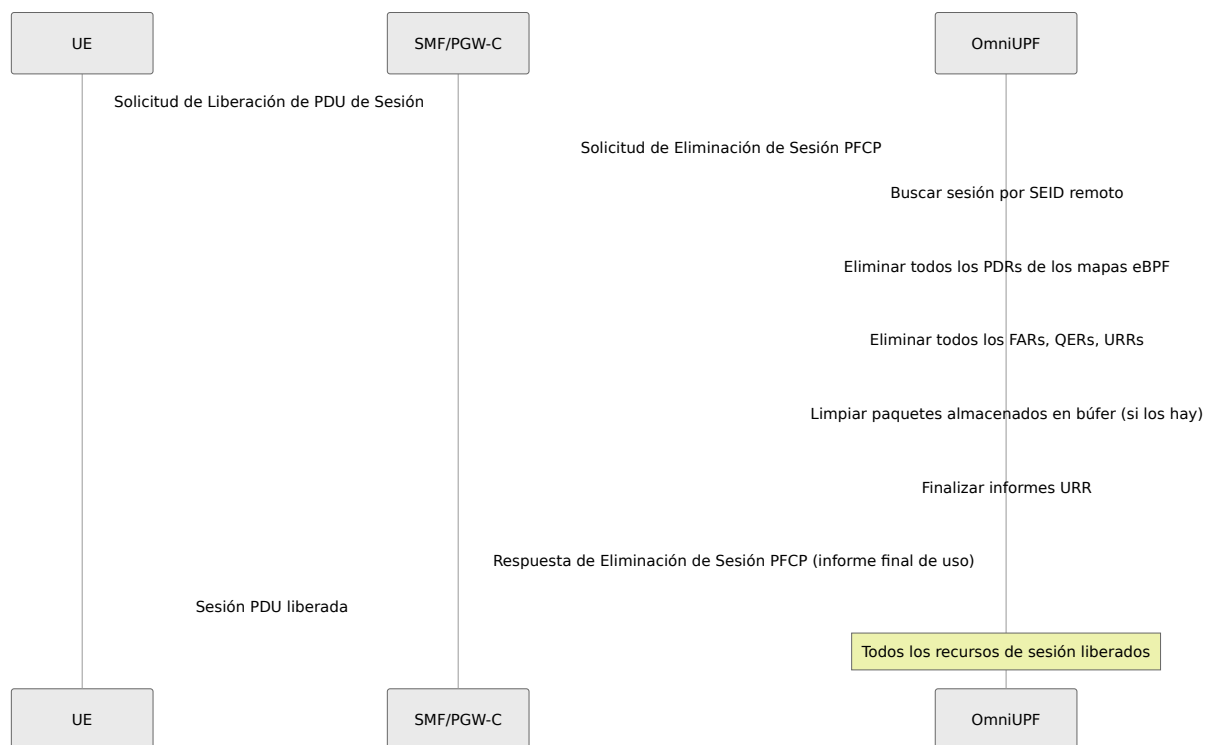 UE
SMF/PGW-C
OmniUPF
Solicitud de Liberación de PDU de Sesión
Solicitud de Eliminación de Sesión PFCP
Buscar sesión por SEID remoto
Eliminar todos los PDRs de los mapas eBPF
Eliminar todos los FARs, QERs, URRs
Limpiar paquetes almacenados en búfer (si los hay)
Finalizar informes URR
Respuesta de Eliminación de Sesión PFCP (informe final de uso)
Sesión PDU liberada
Todos los recursos de sesión liberados
UE
SMF/PGW-C
OmniUPF